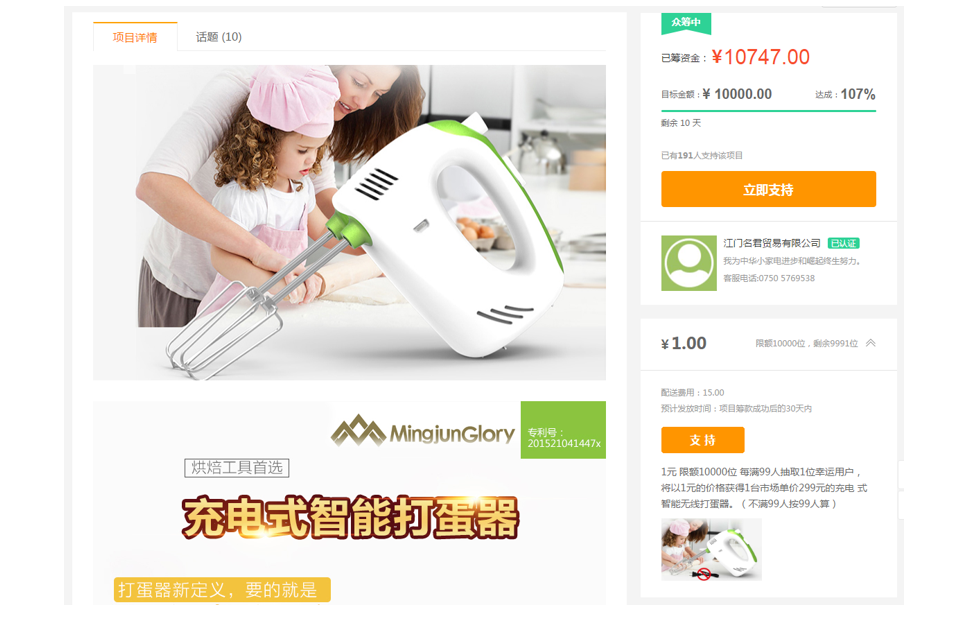 项目详情
话题 (10)
MingjunGlory
专利号：
201521041447x
烘焙工具首选
充电式智能打蛋器
打蛋器新定义，要的就是
众筹中
已筹资金：¥10747.00
目标金额：¥ 10000.00 达成：107%
剩余 10 天
已有191人支持该项目
立即支持
江门名君贸易有限公司 已认证
我为中华小家电进步和崛起终生努力。
客服电话:0750 5769538
¥ 1.00 限额10000位，剩余9991位
配送费用：15.00
预计发放时间：项目筹款成功后的30天内
支 持
1元 限额10000位 每满99人抽取1位幸运用户，
将以1元的价格获得1台市场单价299元的充电 式
智能无线打蛋器。（不满99人按99人算）